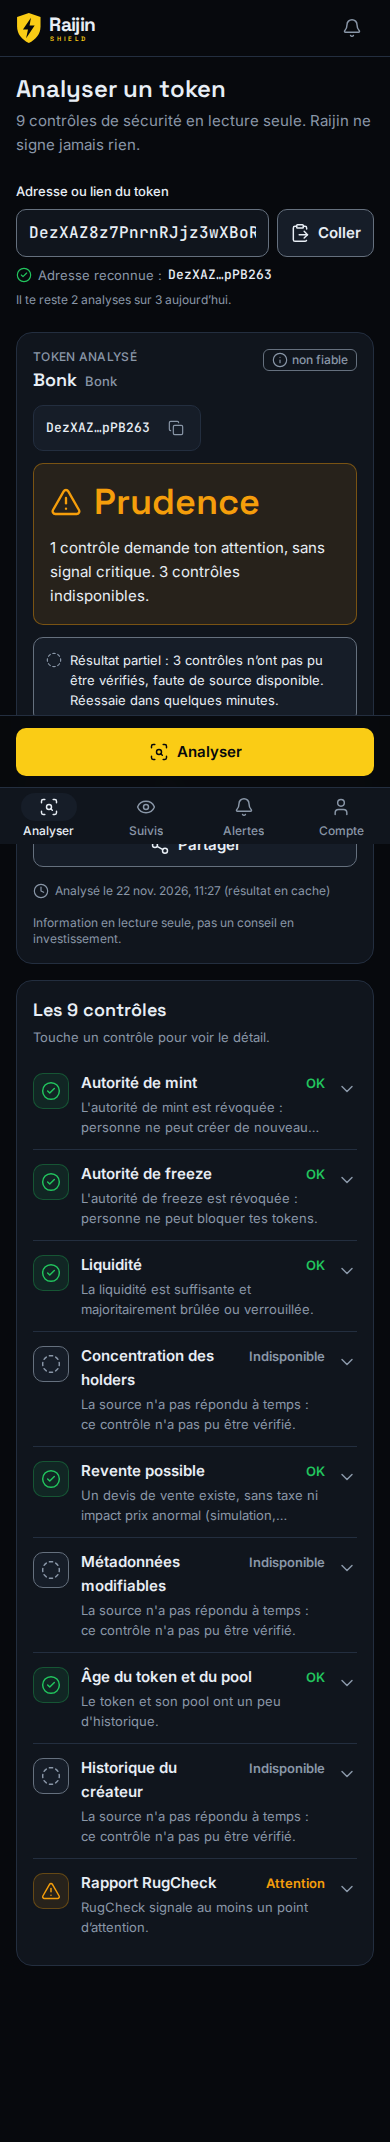 Raijin
SHIELD
Analyser un token
9 contrôles de sécurité en lecture seule. Raijin ne
signe jamais rien.
Adresse ou lien du token
DezXAZ8z7PnrnRJjz3wXBoR
Coller
Adresse reconnue : DezXAZ…pPB263
Il te reste 2 analyses sur 3 aujourd’hui.
TOKEN ANALYSÉ
non fiable
Bonk Bonk
DezXAZ…pPB263
Prudence
1 contrôle demande ton attention, sans
signal critique. 3 contrôles
indisponibles.
Résultat partiel : 3 contrôles n’ont pas pu
être vérifiés, faute de source disponible.
Réessaie dans quelques minutes.
Analyser
Analyser
Suivis
Alertes
Compte
Partager
Analysé le 22 nov. 2026, 11:27 (résultat en cache)
Information en lecture seule, pas un conseil en
investissement.
Les 9 contrôles
Touche un contrôle pour voir le détail.
Autorité de mint
OK
L'autorité de mint est révoquée :
personne ne peut créer de nouveau…
Autorité de freeze
OK
L'autorité de freeze est révoquée :
personne ne peut bloquer tes tokens.
Liquidité
OK
La liquidité est suffisante et
majoritairement brûlée ou verrouillée.
Concentration des
holders
Indisponible
La source n'a pas répondu à temps :
ce contrôle n'a pas pu être vérifié.
Revente possible
OK
Un devis de vente existe, sans taxe ni
impact prix anormal (simulation,…
Métadonnées
modifiables
Indisponible
La source n'a pas répondu à temps :
ce contrôle n'a pas pu être vérifié.
Âge du token et du pool
OK
Le token et son pool ont un peu
d'historique.
Historique du
créateur
Indisponible
La source n'a pas répondu à temps :
ce contrôle n'a pas pu être vérifié.
Rapport RugCheck
Attention
RugCheck signale au moins un point
d’attention.